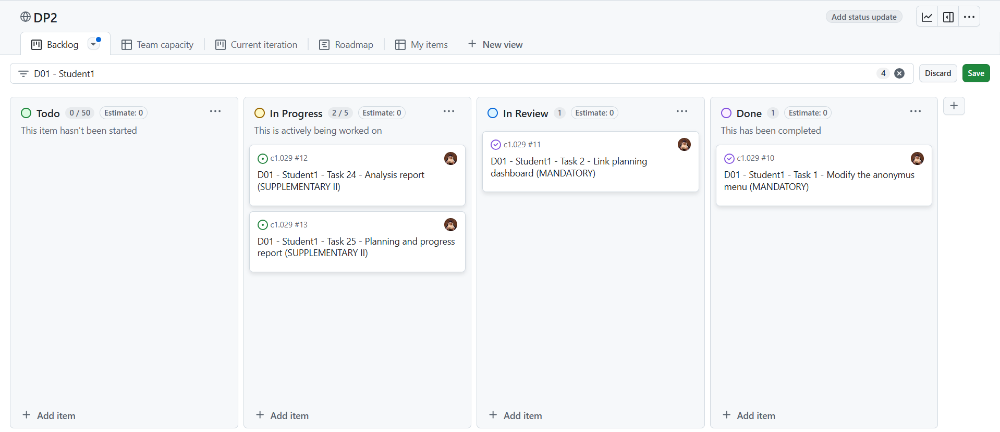 DP2
Add status update
Backlog
Team capacity
Current iteration
Roadmap
My items
New view
D01 - Student1
4
Discard
Save
Todo 0 / 50 Estimate: 0
This item hasn't been started
Add item
In Progress 2 / 5 Estimate: 0
This is actively being worked on
c1.029 #12
D01 - Student1 - Task 24 - Analysis report
(SUPPLEMENTARY II)
c1.029 #13
D01 - Student1 - Task 25 - Planning and progress
report (SUPPLEMENTARY II)
Add item
In Review 1 Estimate: 0
c1.029 #11
D01 - Student1 - Task 2 - Link planning
dashboard (MANDATORY)
Add item
Done 1 Estimate: 0
This has been completed
c1.029 #10
D01 - Student1 - Task 1 - Modify the anonymus
menu (MANDATORY)
Add item